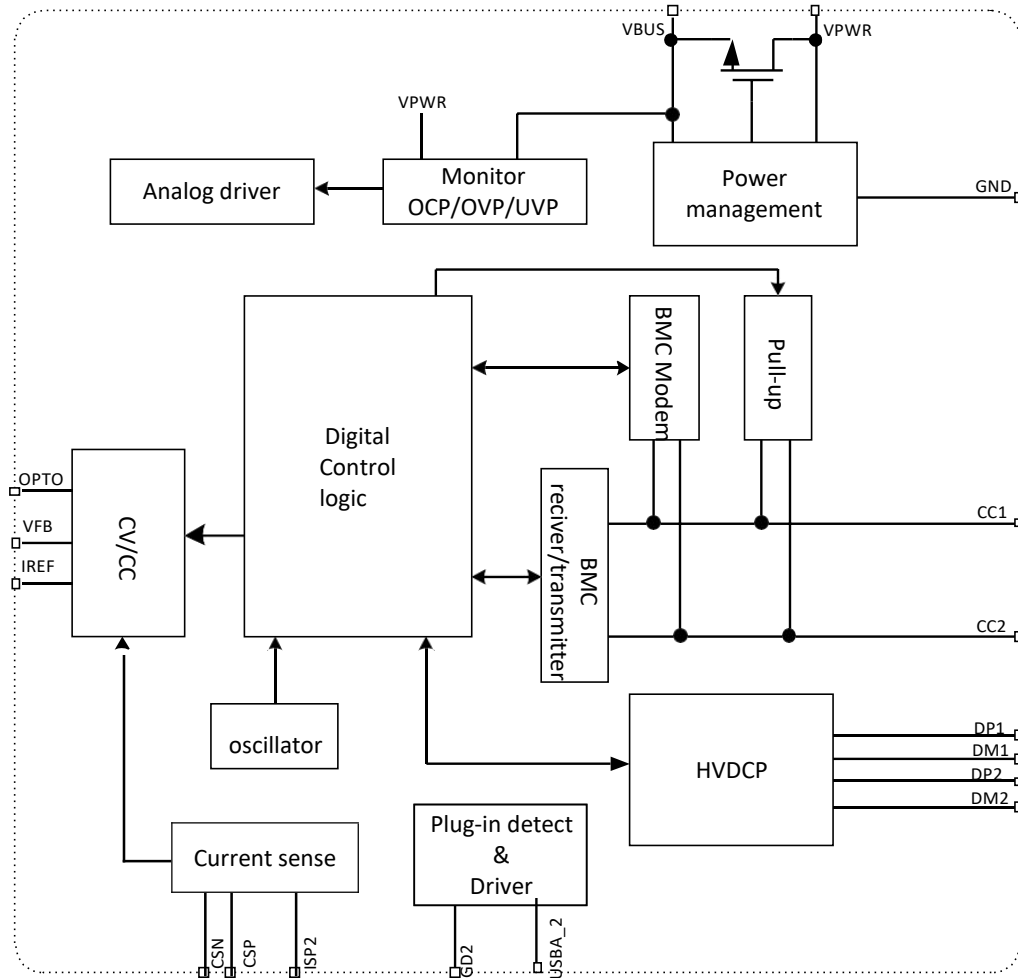 VBUS
VPWR
VPWR
Analog driver
Monitor
OCP/OVP/UVP
Power
management
GND
BMC Modem
Pull-up
Digital
Control
logic
OPTO
VFB
IREF
CV/CC
BMC
reciver/transmitter
CC1
CC2
oscillator
HVDCP
DP1
DM1
DP2
DM2
Plug-in detect
&
Driver
Current sense
CSN
CSP
ISP2
GD2
USBA_2